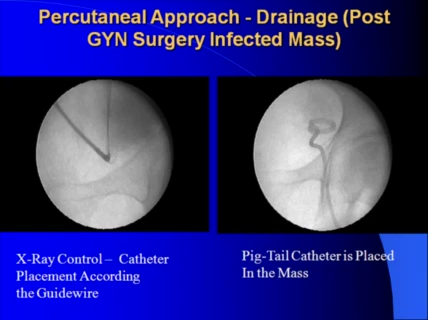 Percutaneal Approach - Drainage (Post
GYN Surgery Infected Mass)
X-Ray Control – Catheter
Placement According
the Guidewire
Pig-Tail Catheter is Placed
In the Mass